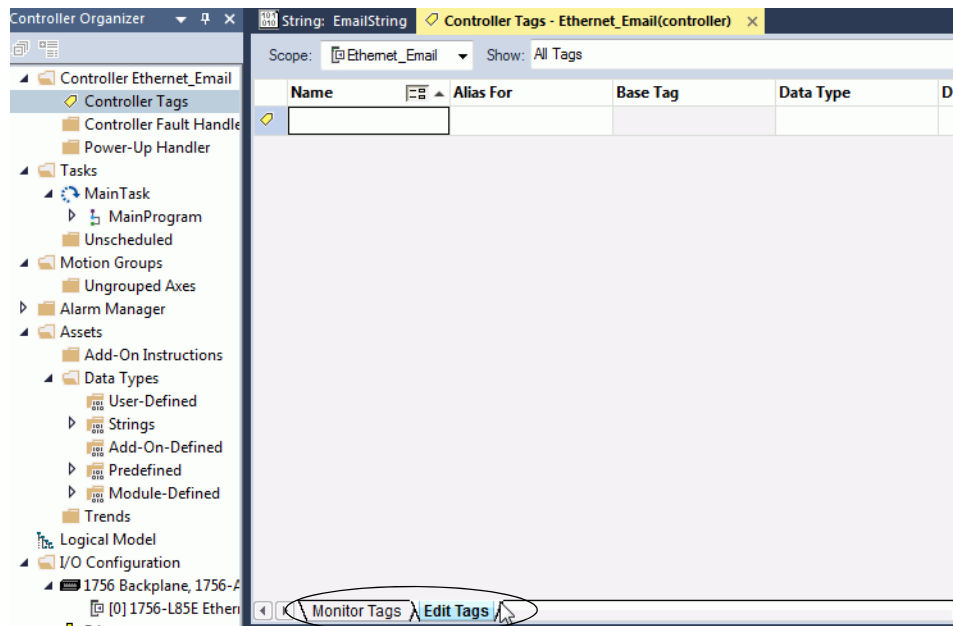 Controller Organizer
String: EmailString
Controller Tags - Ethernet_Email(controller)
Scope: Ethernet_Email Show: All Tags
Name Alias For Base Tag Data Type D
Controller Ethernet_Email
Controller Tags
Controller Fault Handle
Power-Up Handler
Tasks
MainTask
MainProgram
Unscheduled
Motion Groups
Ungrouped Axes
Alarm Manager
Assets
Add-On Instructions
Data Types
User-Defined
Strings
Add-On-Defined
Predefined
Module-Defined
Trends
Logical Model
I/O Configuration
1756 Backplane, 1756-A
[0] 1756-L85E Ether
Monitor Tags Edit Tags